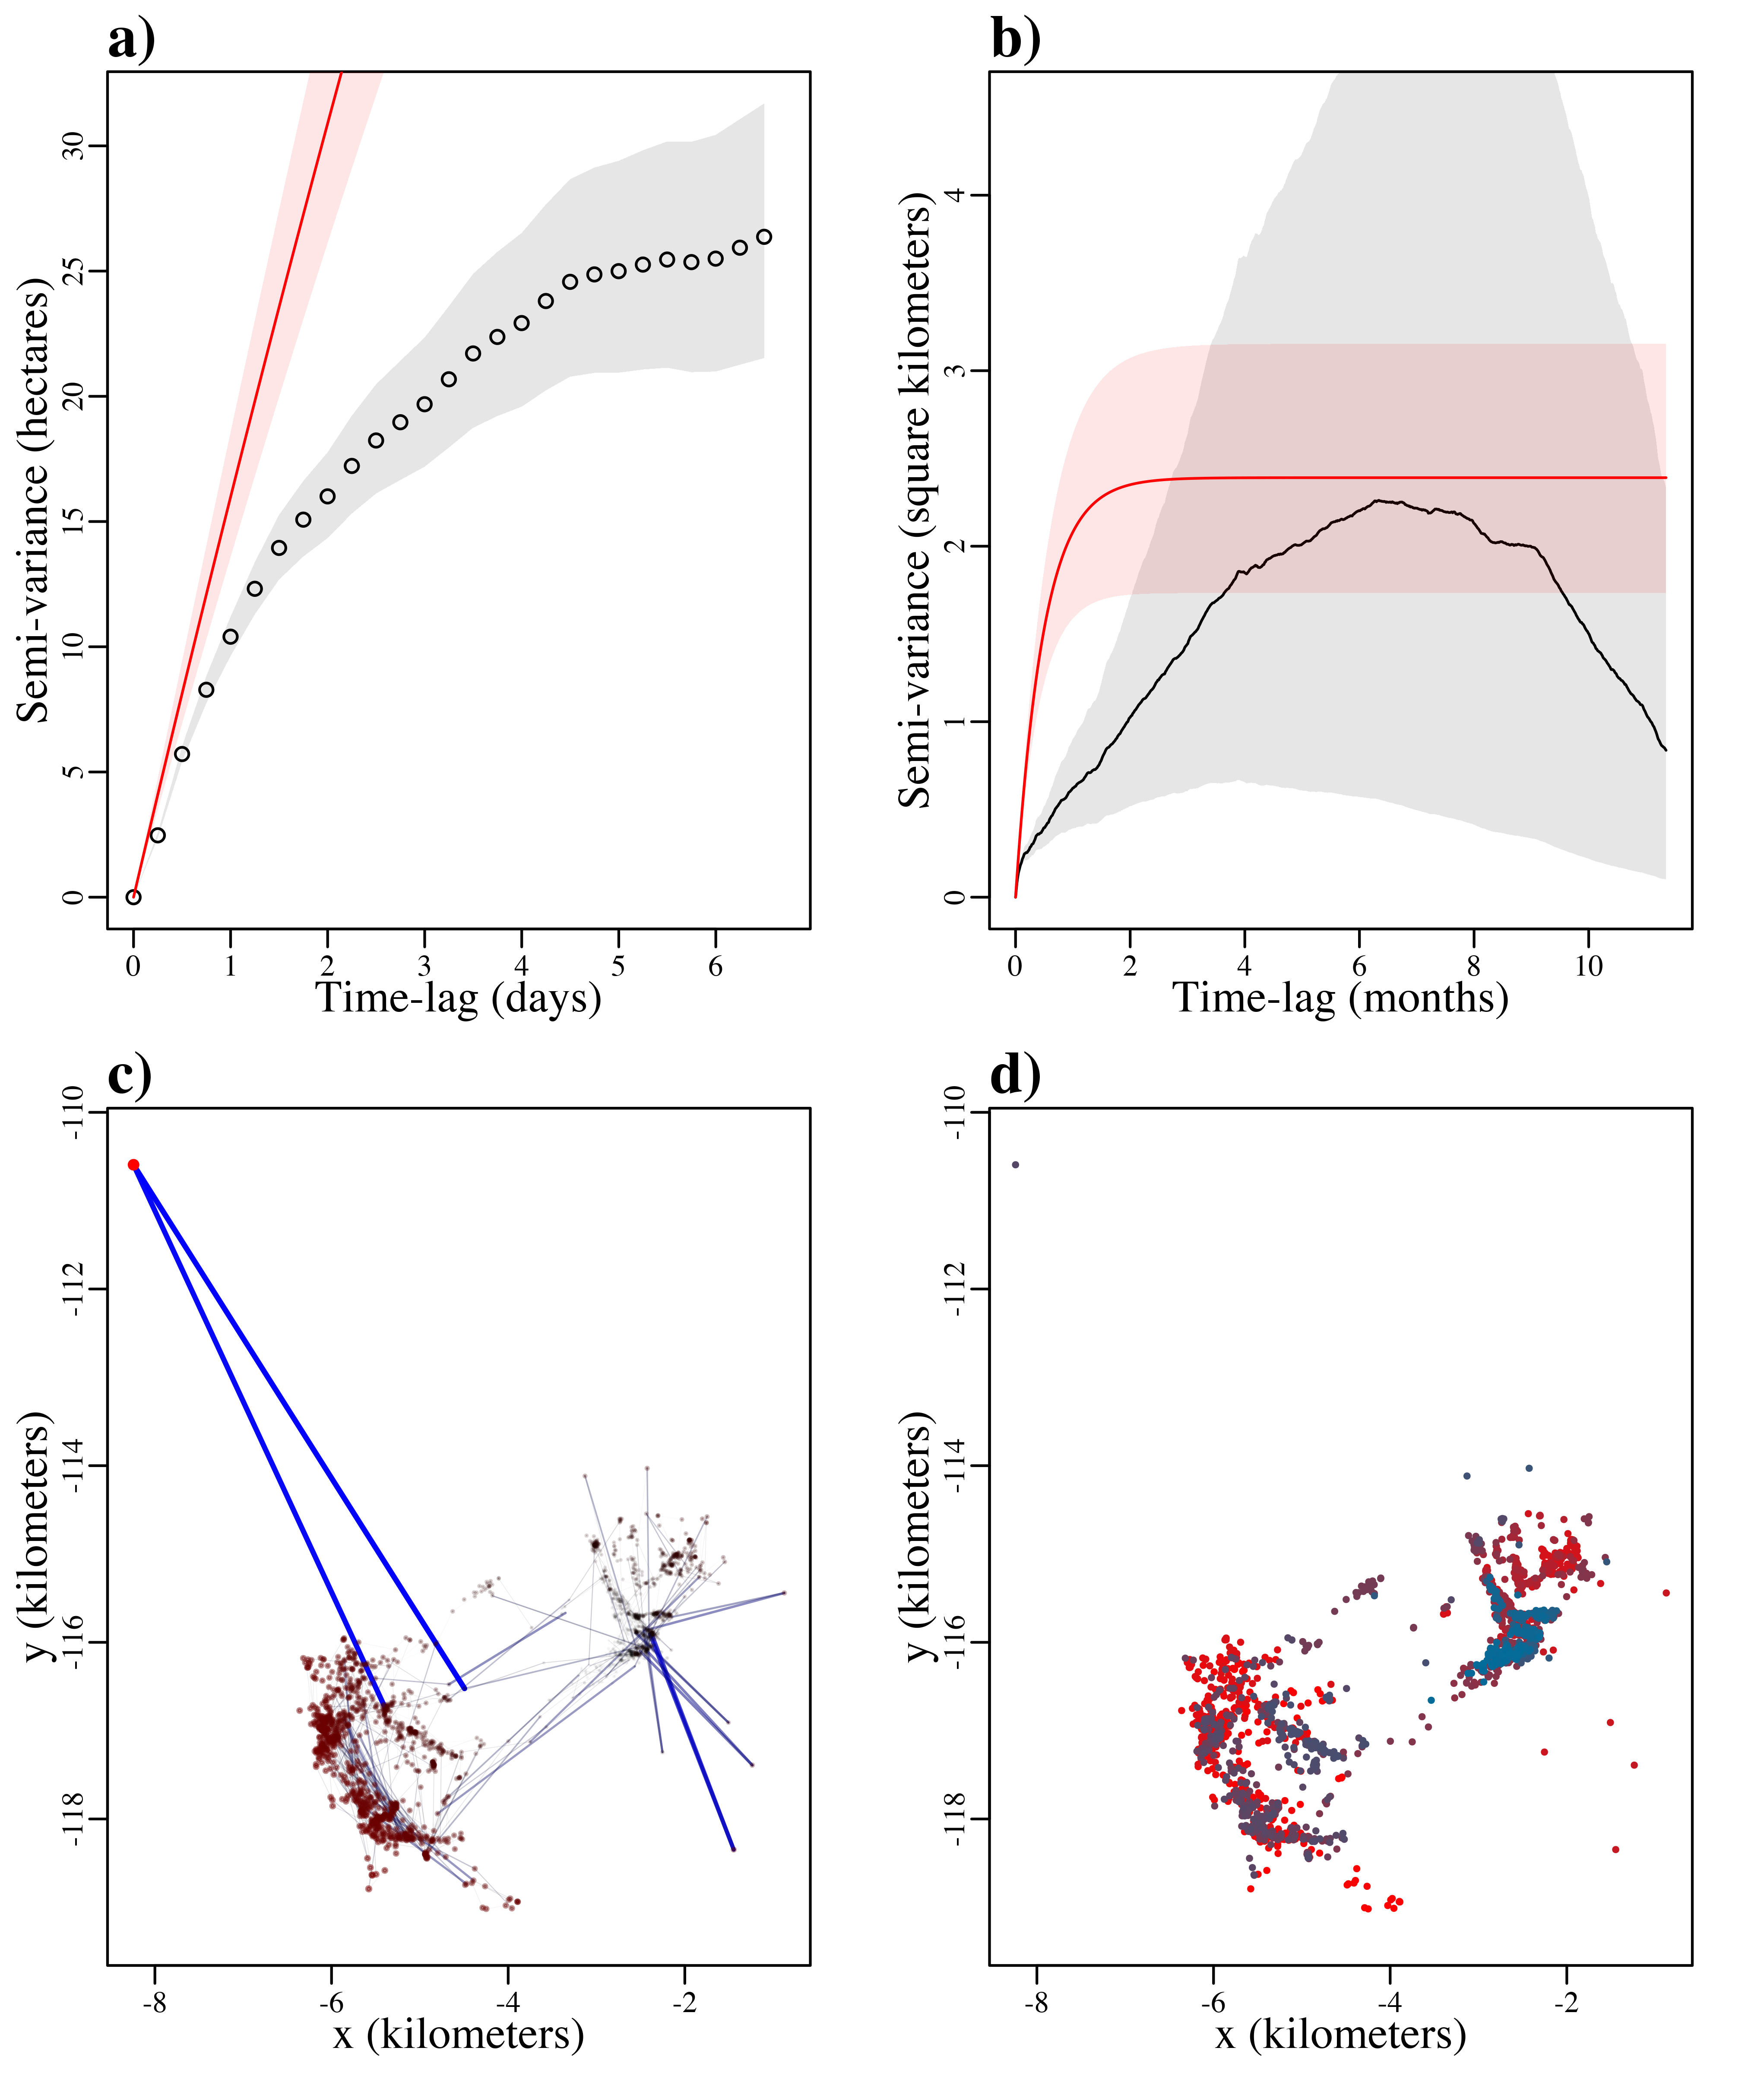 a)
Semi-variance (hectares)
0 5 10 15 20 25 30
0 1 2 3 4 5 6
Time-lag (days)
b)
Semi-variance (square kilometers)
0 1 2 3 4
0 2 4 6 8 10
Time-lag (months)
c)
y (kilometers)
-118 -116 -114 -112 -110
-8 -6 -4 -2
x (kilometers)
d)
y (kilometers)
-118 -116 -114 -112 -110
-8 -6 -4 -2
x (kilometers)